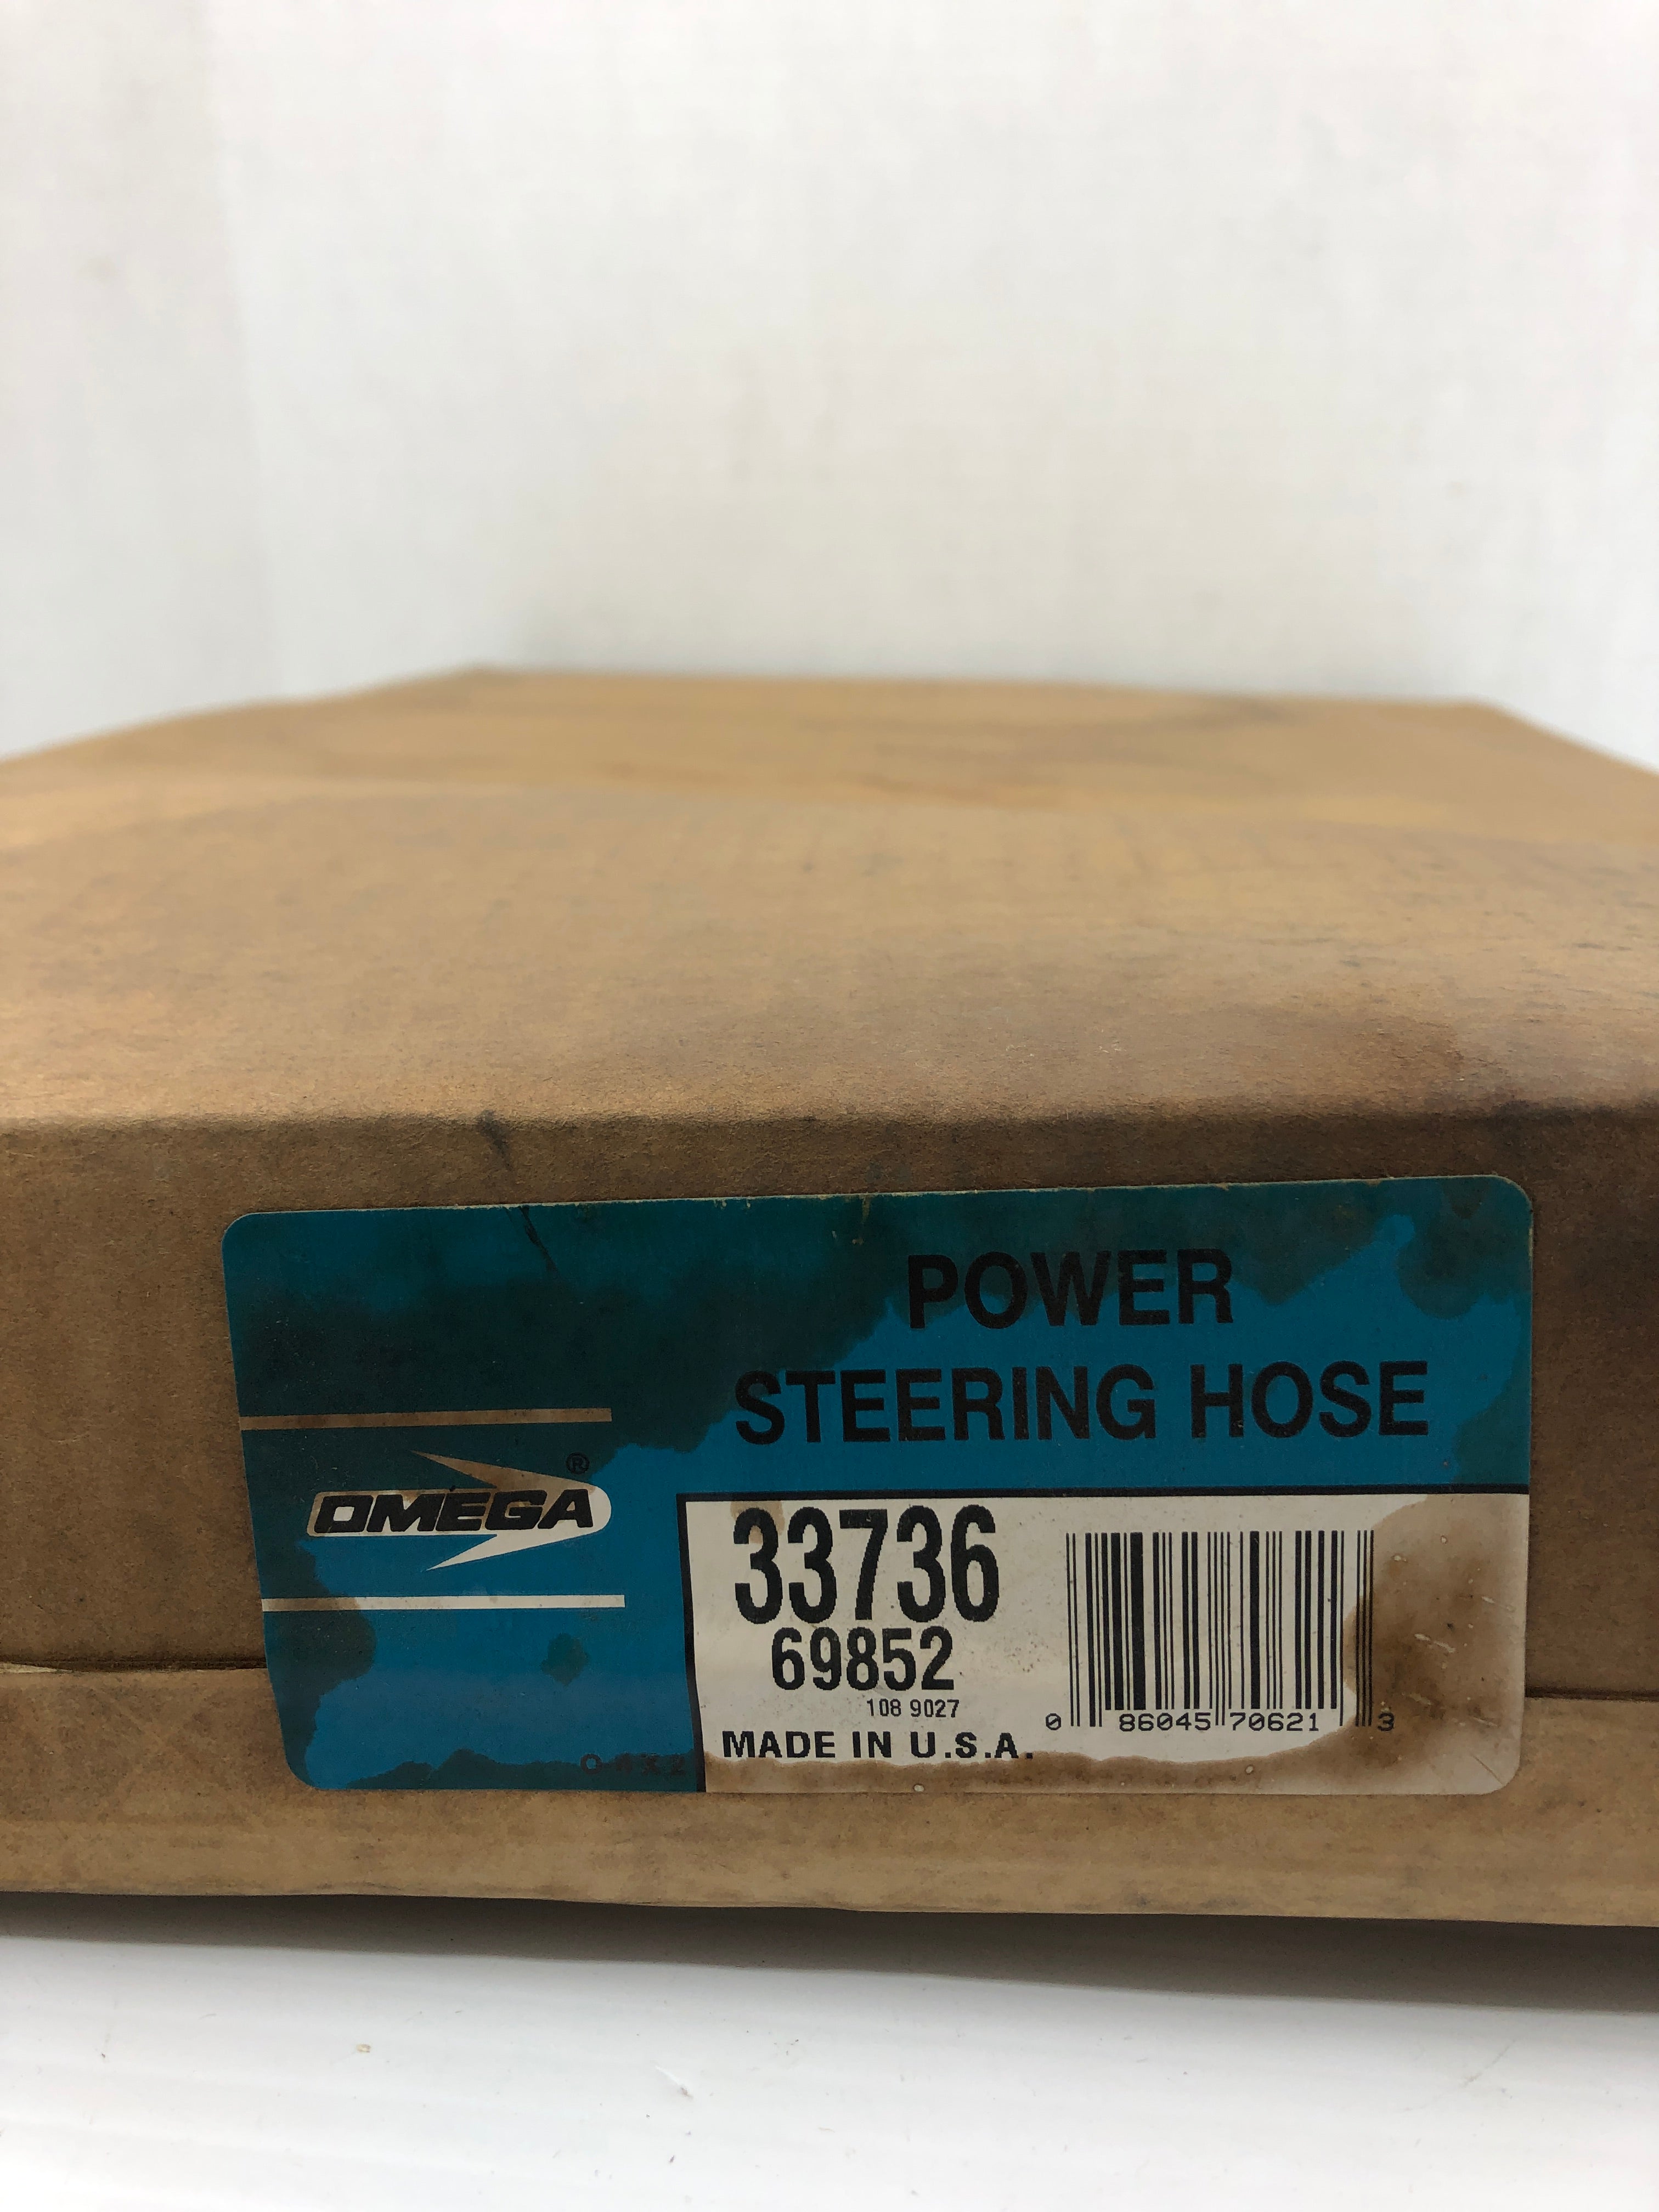 POWER
STEERING HOSE
OMEGA®
33736
69852
108 9027
MADE IN U.S.A.
0 86045 70621 3